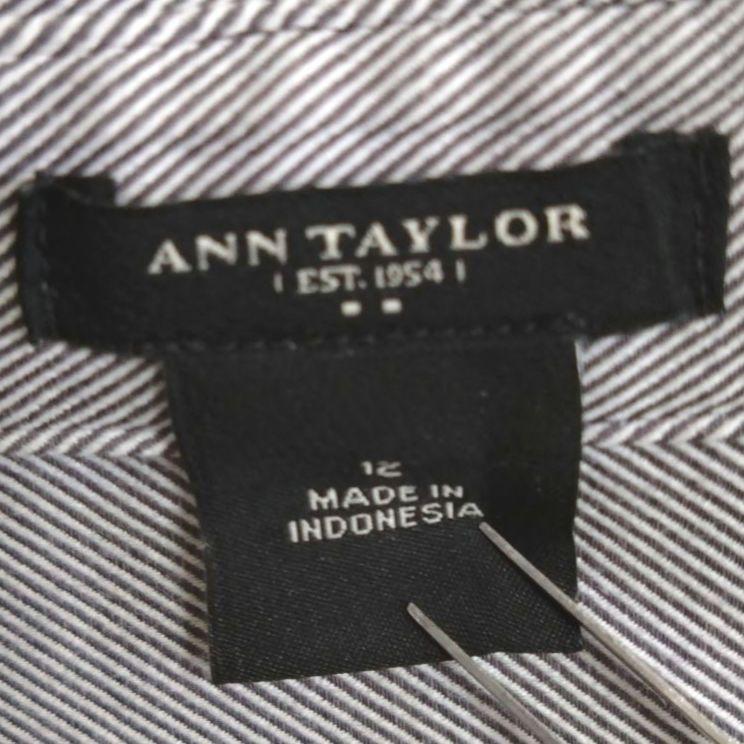 ANN TAYLOR
| EST. 1954 |
12
MADE IN
INDONESIA